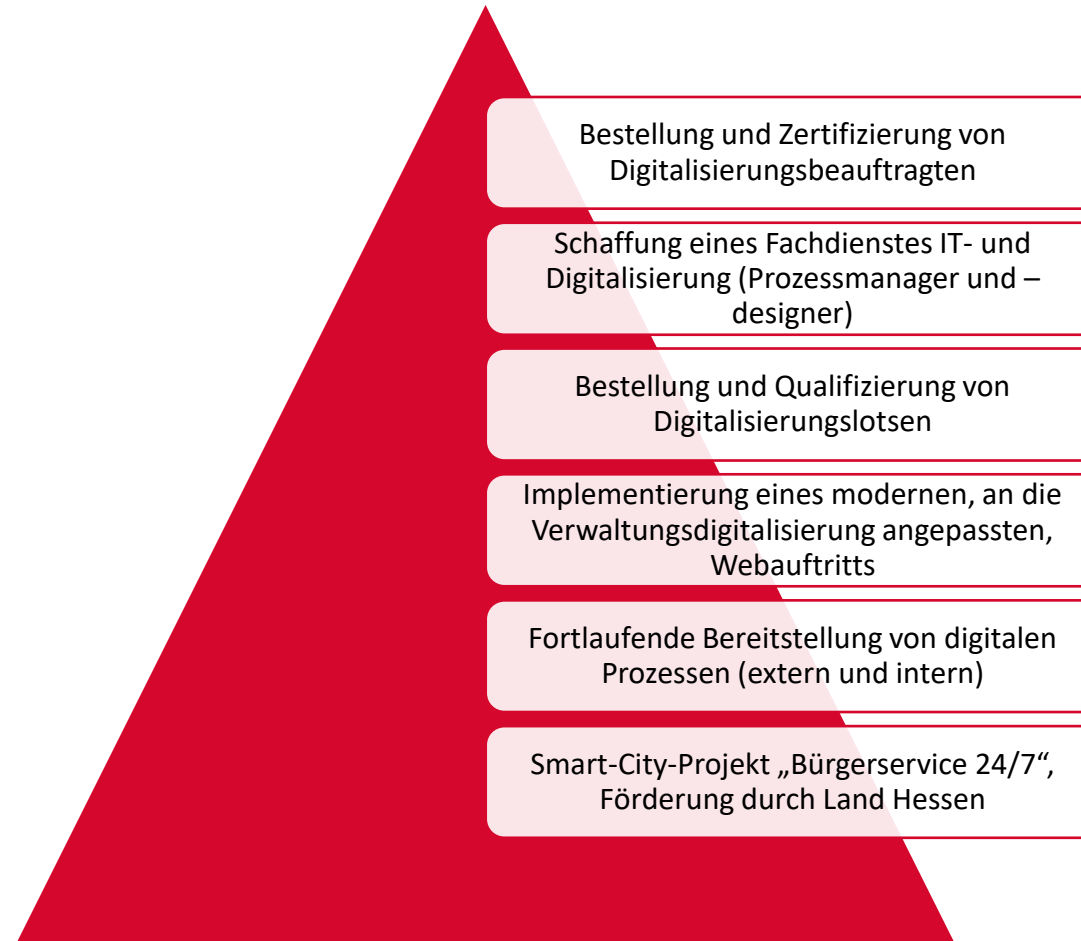 Bestellung und Zertifizierung von
Digitalisierungsbeauftragten
Schaffung eines Fachdienstes IT- und
Digitalisierung (Prozessmanager und –
designer)
Bestellung und Qualifizierung von
Digitalisierungslotsen
Implementierung eines modernen, an die
Verwaltungsdigitalisierung angepassten,
Webauftritts
Fortlaufende Bereitstellung von digitalen
Prozessen (extern und intern)
Smart-City-Projekt „Bürgerservice 24/7“,
Förderung durch Land Hessen